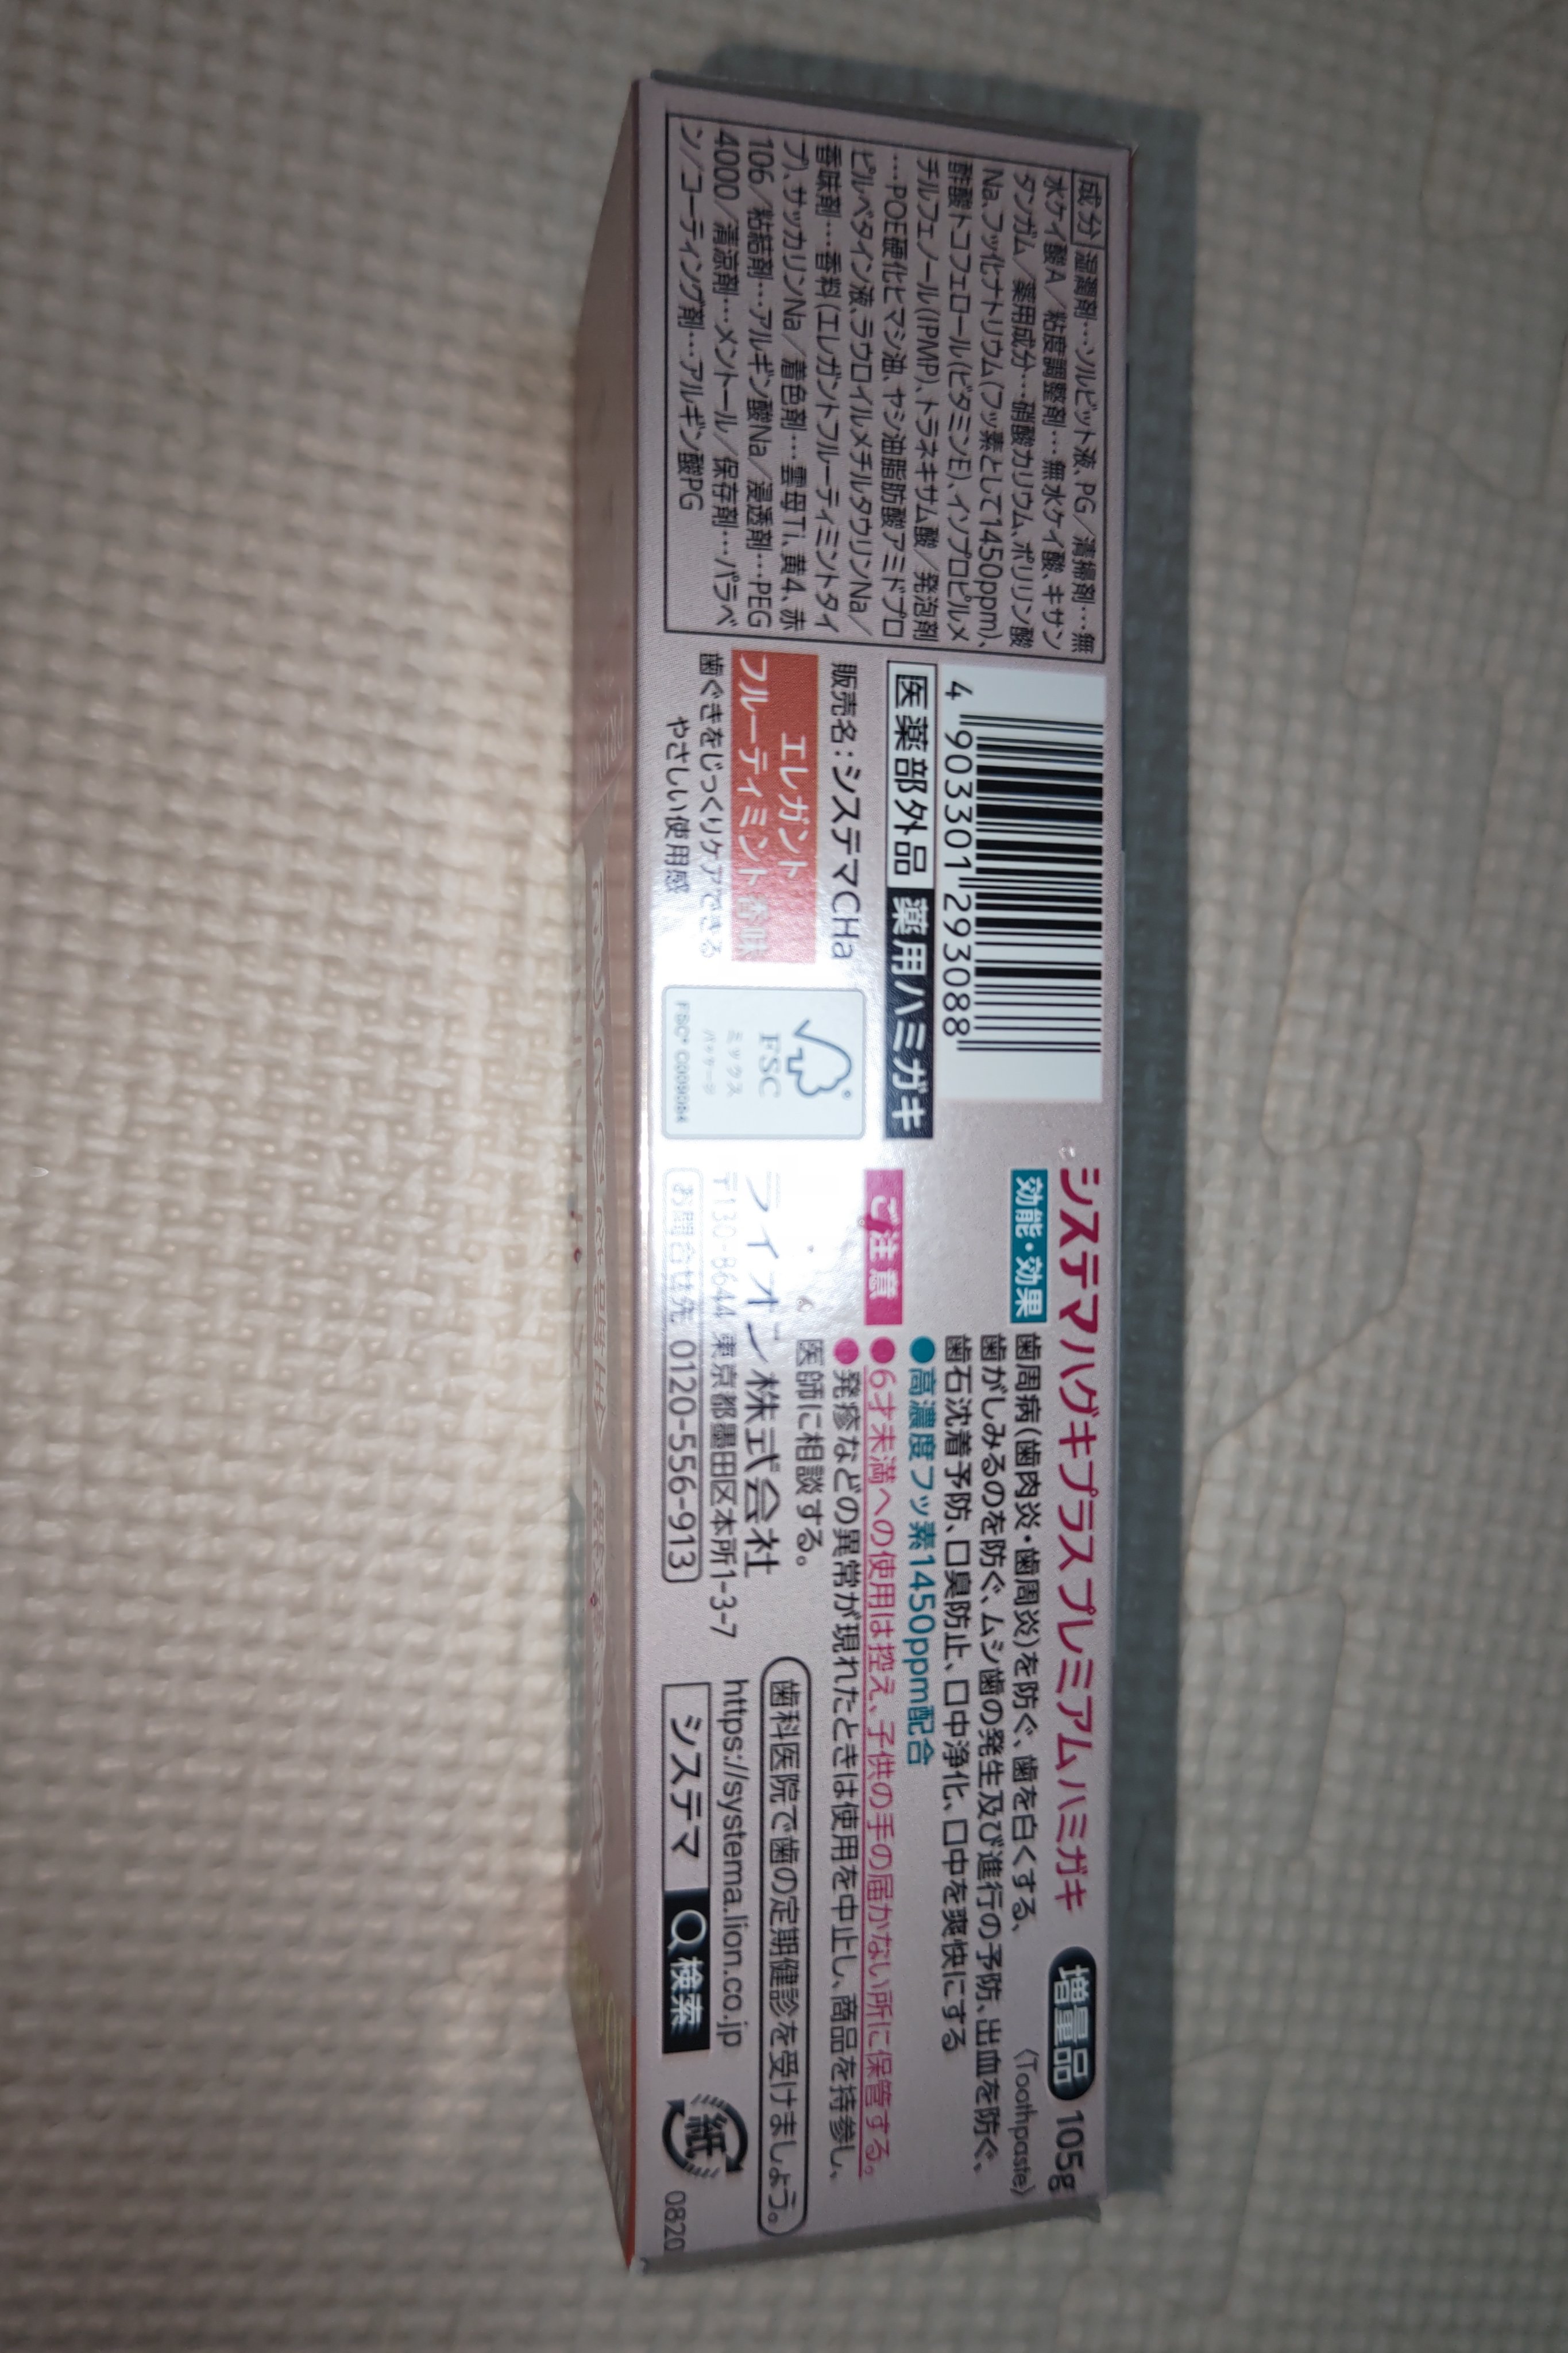 システマハグキプラス プレミアムハミガキ 増量品 105g
〈Toothpaste〉
効能・効果 歯周病(歯肉炎・歯周炎)を防ぐ、歯を白くする、
歯がしみるのを防ぐ、ムシ歯の発生及び進行の予防、出血を防ぐ、
歯石沈着予防、口臭防止、口中浄化、口中を爽快にする
●高濃度フッ素1450ppm配合
ご注意 ●6才未満への使用は控え、子供の手の届かない所に保管する。
●発疹などの異常が現れたときは使用を中止し、商品を持参し、
医師に相談する。
歯科医院で歯の定期健診を受けましょう。
ライオン株式会社
〒130-8644 東京都墨田区本所1-3-7
お問合せ先 0120-556-913
https://systema.lion.co.jp
システマ 検索
紙
0820
4 903301 293088
医薬部外品 薬用ハミガキ
販売名:システマCHa
エレガント
フルーティミント香味
歯ぐきをじっくりケアできる
やさしい使用感
FSC
ミックス
パッケージ
FSC® C009084
成分 湿潤剤…ソルビット液、PG/清掃剤…無
水ケイ酸A/粘度調整剤…無水ケイ酸、キサン
タンガム/薬用成分…硝酸カリウム、ポリリン酸
Na、フッ化ナトリウム(フッ素として1450ppm)、
酢酸トコフェロール(ビタミンE)、イソプロピルメ
チルフェノール(IPMP)、トラネキサム酸/発泡剤
…POE硬化ヒマシ油、ヤシ油脂肪酸アミドプロ
ピルベタイン液、ラウロイルメチルタウリンNa/
香味剤…香料(エレガントフルーティミントタイ
プ)、サッカリンNa/着色剤…雲母Ti、黄4、赤
106/粘結剤…アルギン酸Na/浸透剤…PEG
4000/清涼剤…メントール/保存剤…パラベ
ン/コーティング剤…アルギン酸PG